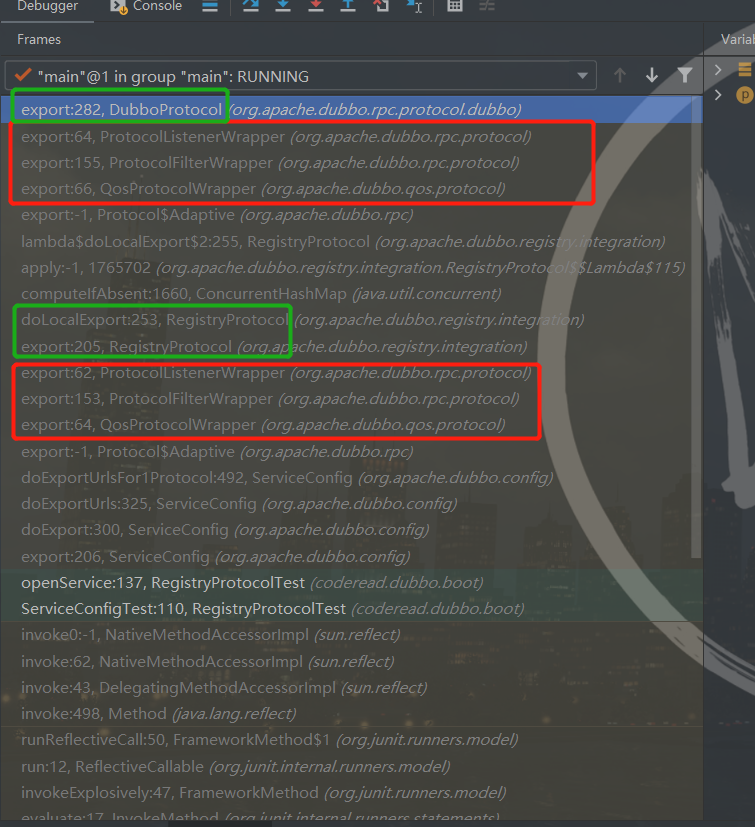 Debugger Console
Frames
Variab
"main"@1 in group "main": RUNNING
export:282, DubboProtocol (org.apache.dubbo.rpc.protocol.dubbo)
export:64, ProtocolListenerWrapper (org.apache.dubbo.rpc.protocol)
export:155, ProtocolFilterWrapper (org.apache.dubbo.rpc.protocol)
export:66, QosProtocolWrapper (org.apache.dubbo.qos.protocol)
export:-1, Protocol$Adaptive (org.apache.dubbo.rpc)
lambda$doLocalExport$2:255, RegistryProtocol (org.apache.dubbo.registry.integration)
apply:-1, 1765702 (org.apache.dubbo.registry.integration.RegistryProtocol$$Lambda$115)
computeIfAbsent:1660, ConcurrentHashMap (java.util.concurrent)
doLocalExport:253, RegistryProtocol (org.apache.dubbo.registry.integration)
export:205, RegistryProtocol (org.apache.dubbo.registry.integration)
export:62, ProtocolListenerWrapper (org.apache.dubbo.rpc.protocol)
export:153, ProtocolFilterWrapper (org.apache.dubbo.rpc.protocol)
export:64, QosProtocolWrapper (org.apache.dubbo.qos.protocol)
export:-1, Protocol$Adaptive (org.apache.dubbo.rpc)
doExportUrlsFor1Protocol:492, ServiceConfig (org.apache.dubbo.config)
doExportUrls:325, ServiceConfig (org.apache.dubbo.config)
doExport:300, ServiceConfig (org.apache.dubbo.config)
export:206, ServiceConfig (org.apache.dubbo.config)
openService:137, RegistryProtocolTest (coderead.dubbo.boot)
ServiceConfigTest:110, RegistryProtocolTest (coderead.dubbo.boot)
invoke0:-1, NativeMethodAccessorImpl (sun.reflect)
invoke:62, NativeMethodAccessorImpl (sun.reflect)
invoke:43, DelegatingMethodAccessorImpl (sun.reflect)
invoke:498, Method (java.lang.reflect)
runReflectiveCall:50, FrameworkMethod$1 (org.junit.runners.model)
run:12, ReflectiveCallable (org.junit.internal.runners.model)
invokeExplosively:47, FrameworkMethod (org.junit.runners.model)
evaluate:17, InvokeMethod (org.junit.internal.runners.statements)